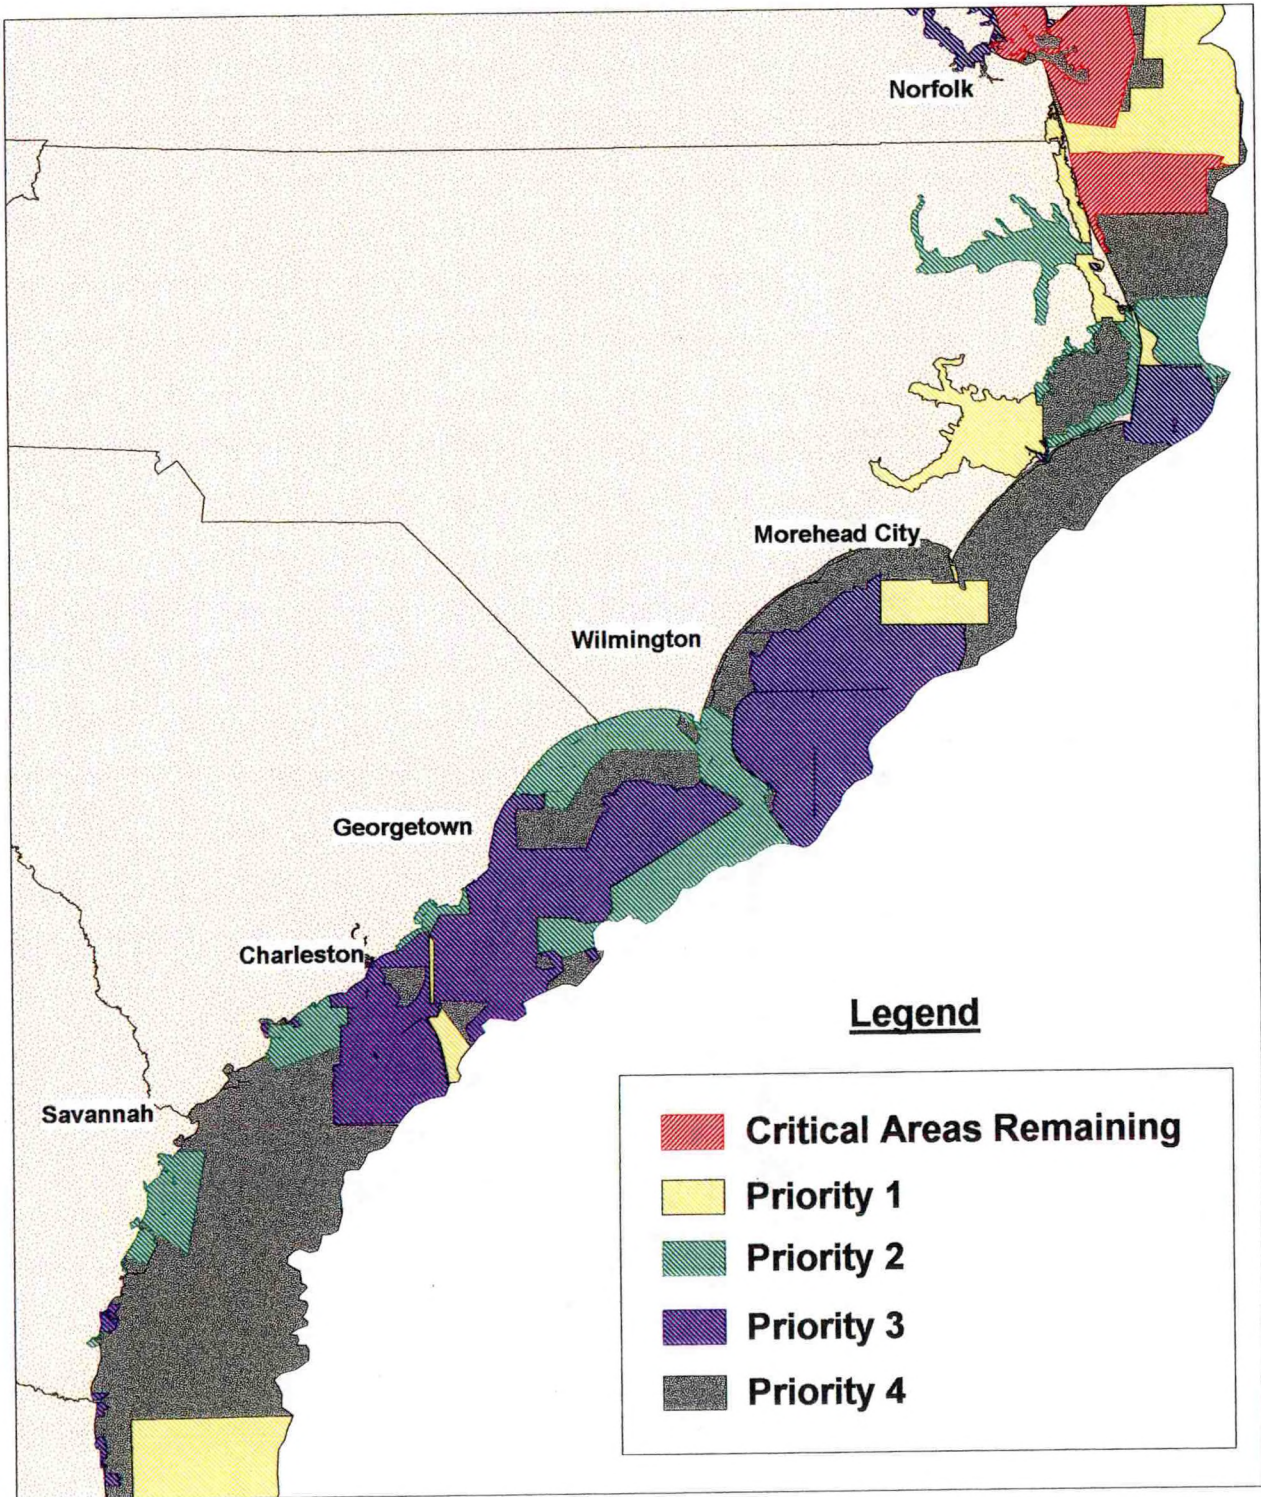 Norfolk
Morehead City
Wilmington
Georgetown
Charleston
Savannah
Legend
Critical Areas Remaining
Priority 1
Priority 2
Priority 3
Priority 4